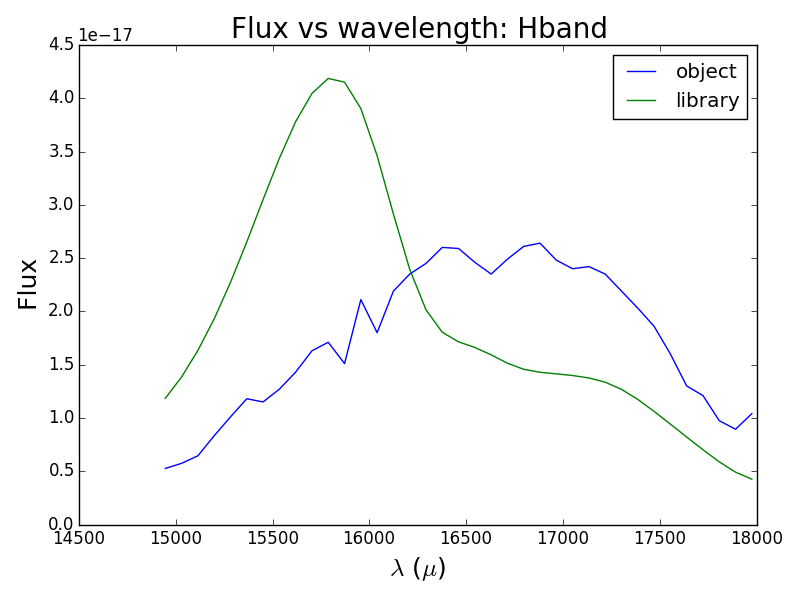 Flux vs wavelength: Hband
1e−17
4.5
4.0
3.5
3.0
2.5
2.0
1.5
1.0
0.5
0.0
Flux
object
library
14500 15000 15500 16000 16500 17000 17500 18000
λ (μ)